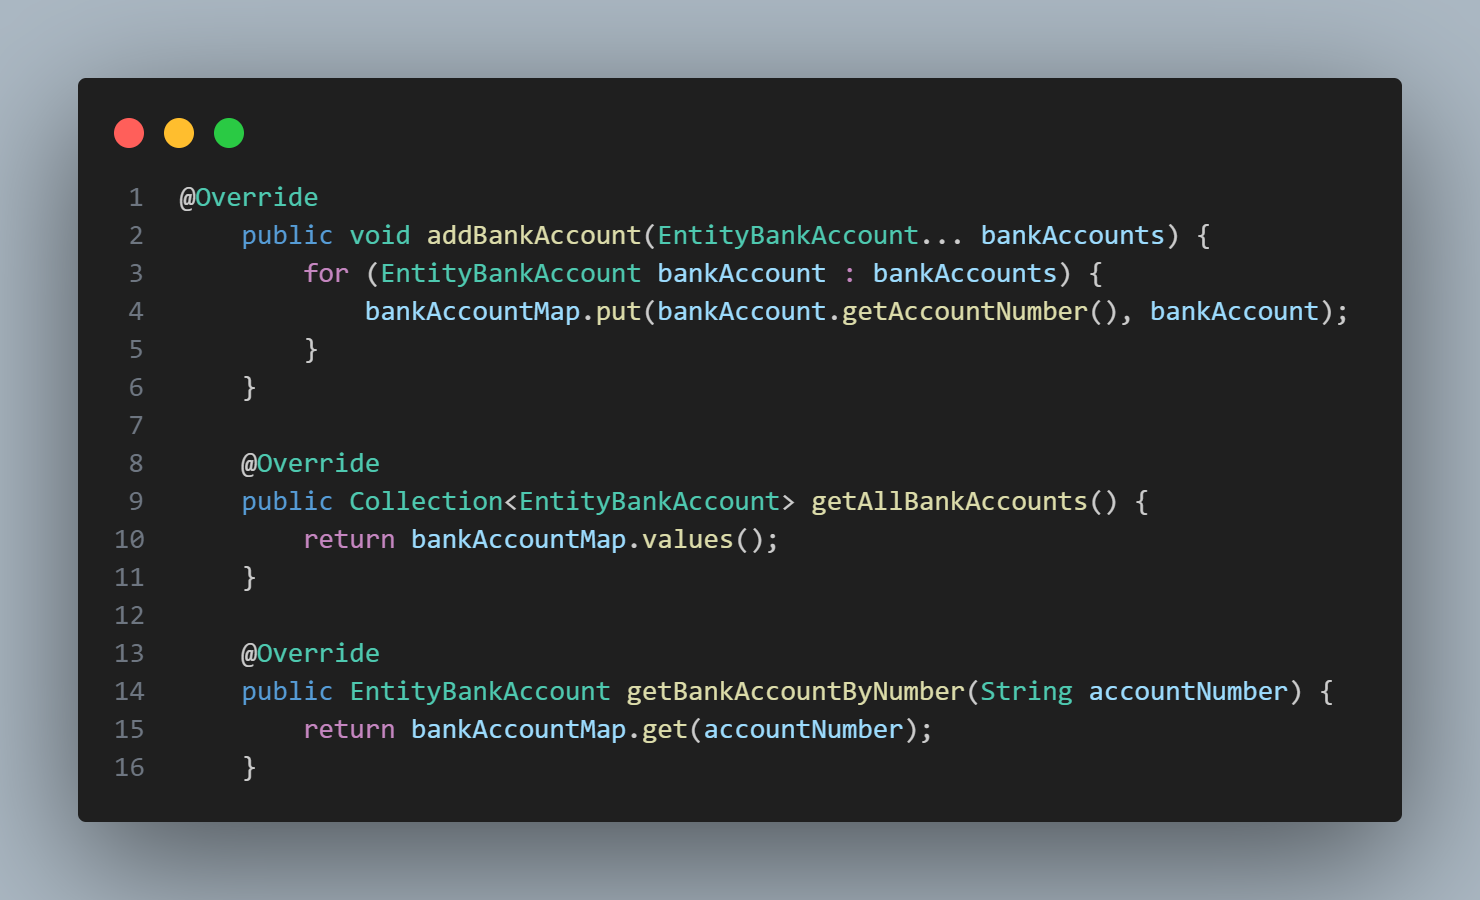 1 @Override
2     public void addBankAccount(EntityBankAccount... bankAccounts) {
3         for (EntityBankAccount bankAccount : bankAccounts) {
4             bankAccountMap.put(bankAccount.getAccountNumber(), bankAccount);
5         }
6     }
7
8     @Override
9     public Collection<EntityBankAccount> getAllBankAccounts() {
10         return bankAccountMap.values();
11     }
12
13     @Override
14     public EntityBankAccount getBankAccountByNumber(String accountNumber) {
15         return bankAccountMap.get(accountNumber);
16     }